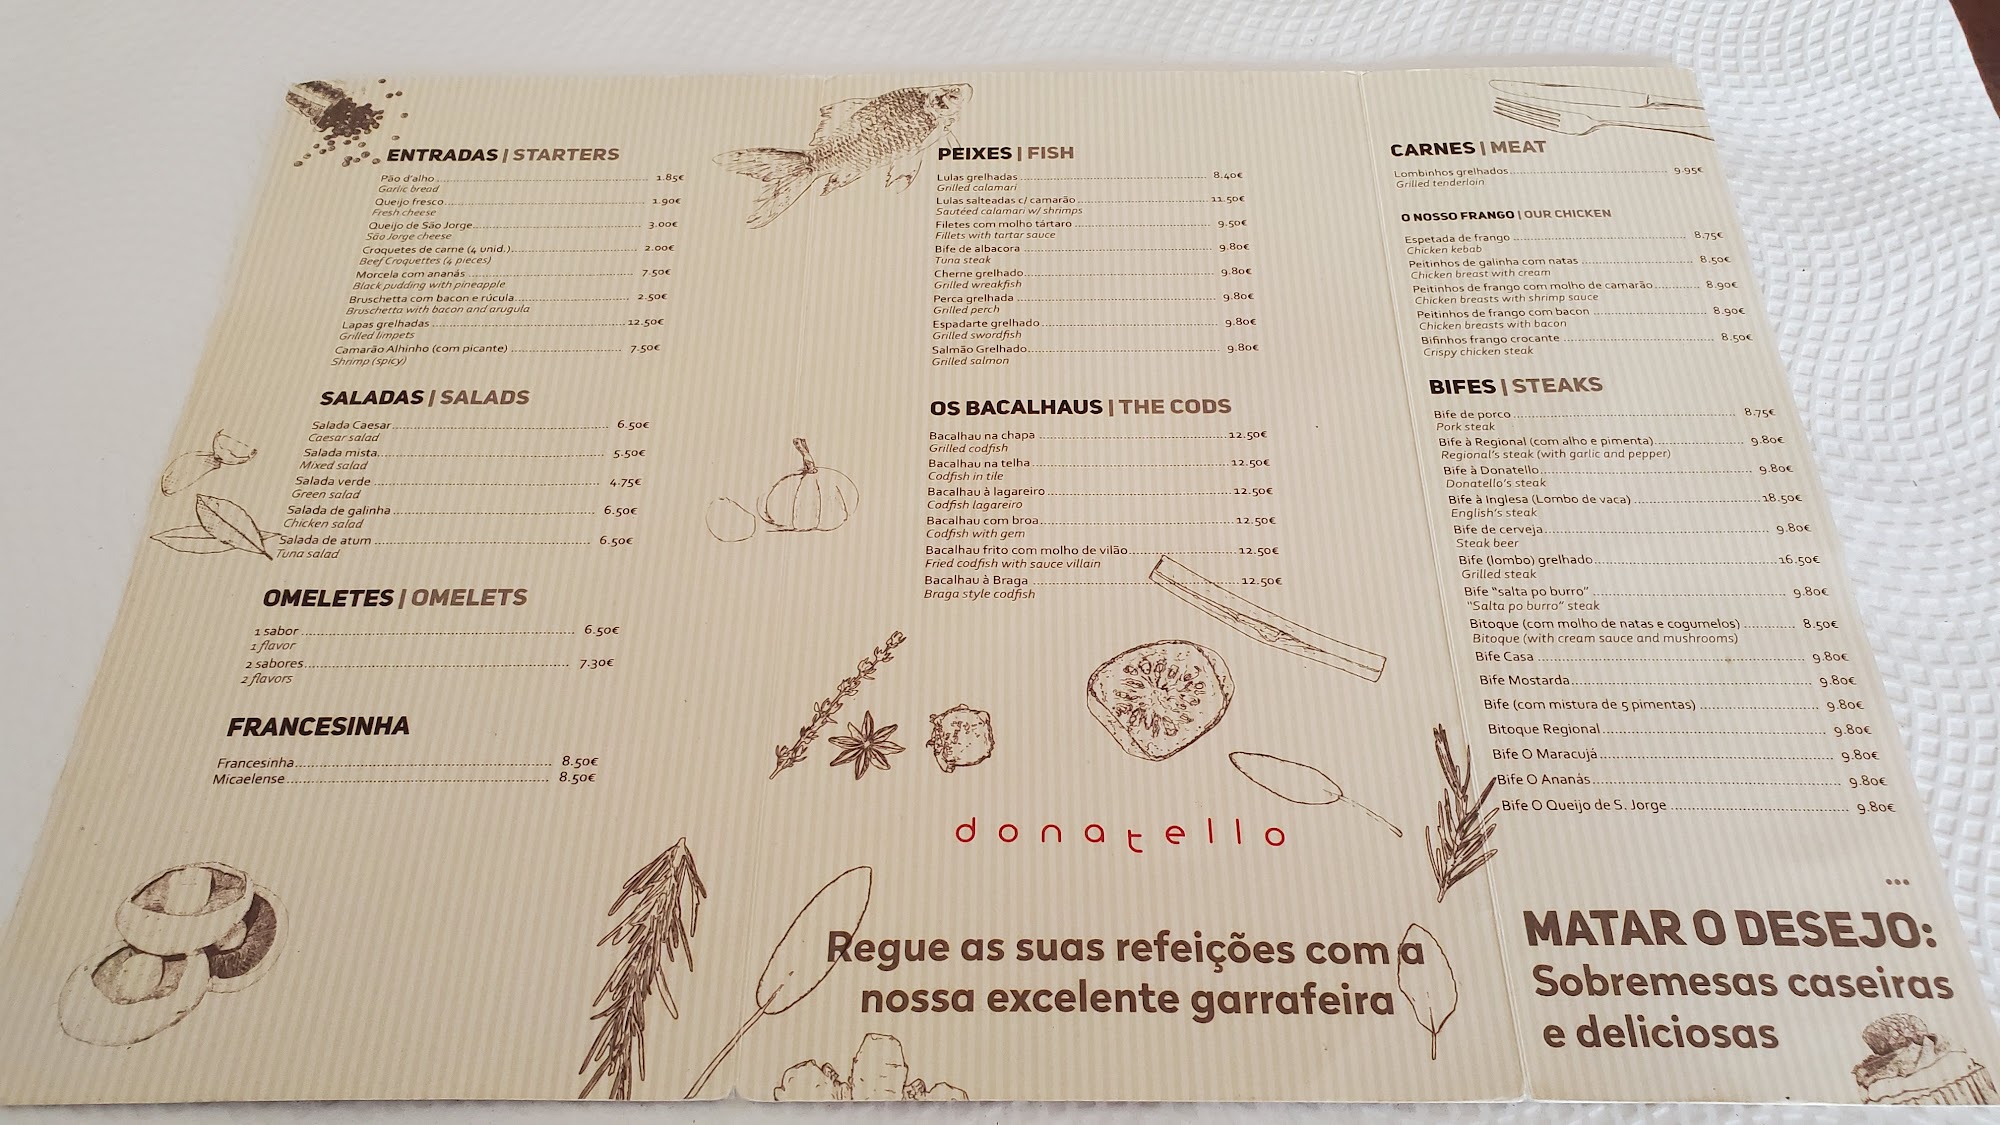 ENTRADAS | STARTERS
Pão d'alho 1.85€
Garlic bread
Queijo fresco 1.90€
Fresh cheese
Queijo de São Jorge 3.00€
São Jorge cheese
Croquetes de carne (4 unid.) 2.00€
Beef Croquettes (4 pieces)
Morcela com ananás 7.50€
Black pudding with pineapple
Bruschetta com bacon e rúcula 2.50€
Bruschetta with bacon and arugula
Lapas grelhadas 12.50€
Grilled limpets
Camarão Alhinho (com picante) 7.50€
Shrimp (spicy)
SALADAS | SALADS
Salada Caesar 6.50€
Caesar salad
Salada mista 5.50€
Mixed salad
Salada verde 4.75€
Green salad
Salada de galinha 6.50€
Chicken salad
Salada de atum 6.50€
Tuna salad
OMELETES | OMELETS
1 sabor 6.50€
1 flavor
2 sabores 7.30€
2 flavors
FRANCESINHA
Francesinha 8.50€
Micaelense 8.50€
PEIXES | FISH
Lulas grelhadas 8.40€
Grilled calamari
Lulas salteadas c/ camarão 11.50€
Sautéed calamari w/ shrimps
Filetes com molho tártaro 9.50€
Fillets with tartar sauce
Bife de albacora 9.80€
Tuna steak
Cherne grelhado 9.80€
Grilled wreakfish
Perca grelhada 9.80€
Grilled perch
Espadarte grelhado 9.80€
Grilled swordfish
Salmão Grelhado 9.80€
Grilled salmon
OS BACALHAUS | THE CODS
Bacalhau na chapa 12.50€
Grilled codfish
Bacalhau na telha 12.50€
Codfish in tile
Bacalhau à lagareiro 12.50€
Codfish lagareiro
Bacalhau com broa 12.50€
Codfish with gem
Bacalhau frito com molho de vilão 12.50€
Fried codfish with sauce villain
Bacalhau à Braga 12.50€
Braga style codfish
donatello
Regue as suas refeições com a
nossa excelente garrafeira
CARNES | MEAT
Lombinhos grelhados 9.95€
Grilled tenderloin
O NOSSO FRANGO | OUR CHICKEN
Espetada de frango 8.75€
Chicken kebab
Peitinhos de galinha com natas 8.50€
Chicken breast with cream
Peitinhos de frango com molho de camarão 8.90€
Chicken breasts with shrimp sauce
Peitinhos de frango com bacon 8.90€
Chicken breasts with bacon
Bifinhos frango crocante 8.50€
Crispy chicken steak
BIFES | STEAKS
Bife de porco 8.75€
Pork steak
Bife à Regional (com alho e pimenta) 9.80€
Regional's steak (with garlic and pepper)
Bife à Donatello 9.80€
Donatello's steak
Bife à Inglesa (Lombo de vaca) 18.50€
English's steak
Bife de cerveja 9.80€
Steak beer
Bife (lombo) grelhado 16.50€
Grilled steak
Bife "salta po burro" 9.80€
"Salta po burro" steak
Bitoque (com molho de natas e cogumelos) 8.50€
Bitoque (with cream sauce and mushrooms)
Bife Casa 9.80€
Bife Mostarda 9.80€
Bife (com mistura de 5 pimentas) 9.80€
Bitoque Regional 9.80€
Bife O Maracujá 9.80€
Bife O Ananás 9.80€
Bife O Queijo de S. Jorge 9.80€
...
MATAR O DESEJO:
Sobremesas caseiras
e deliciosas